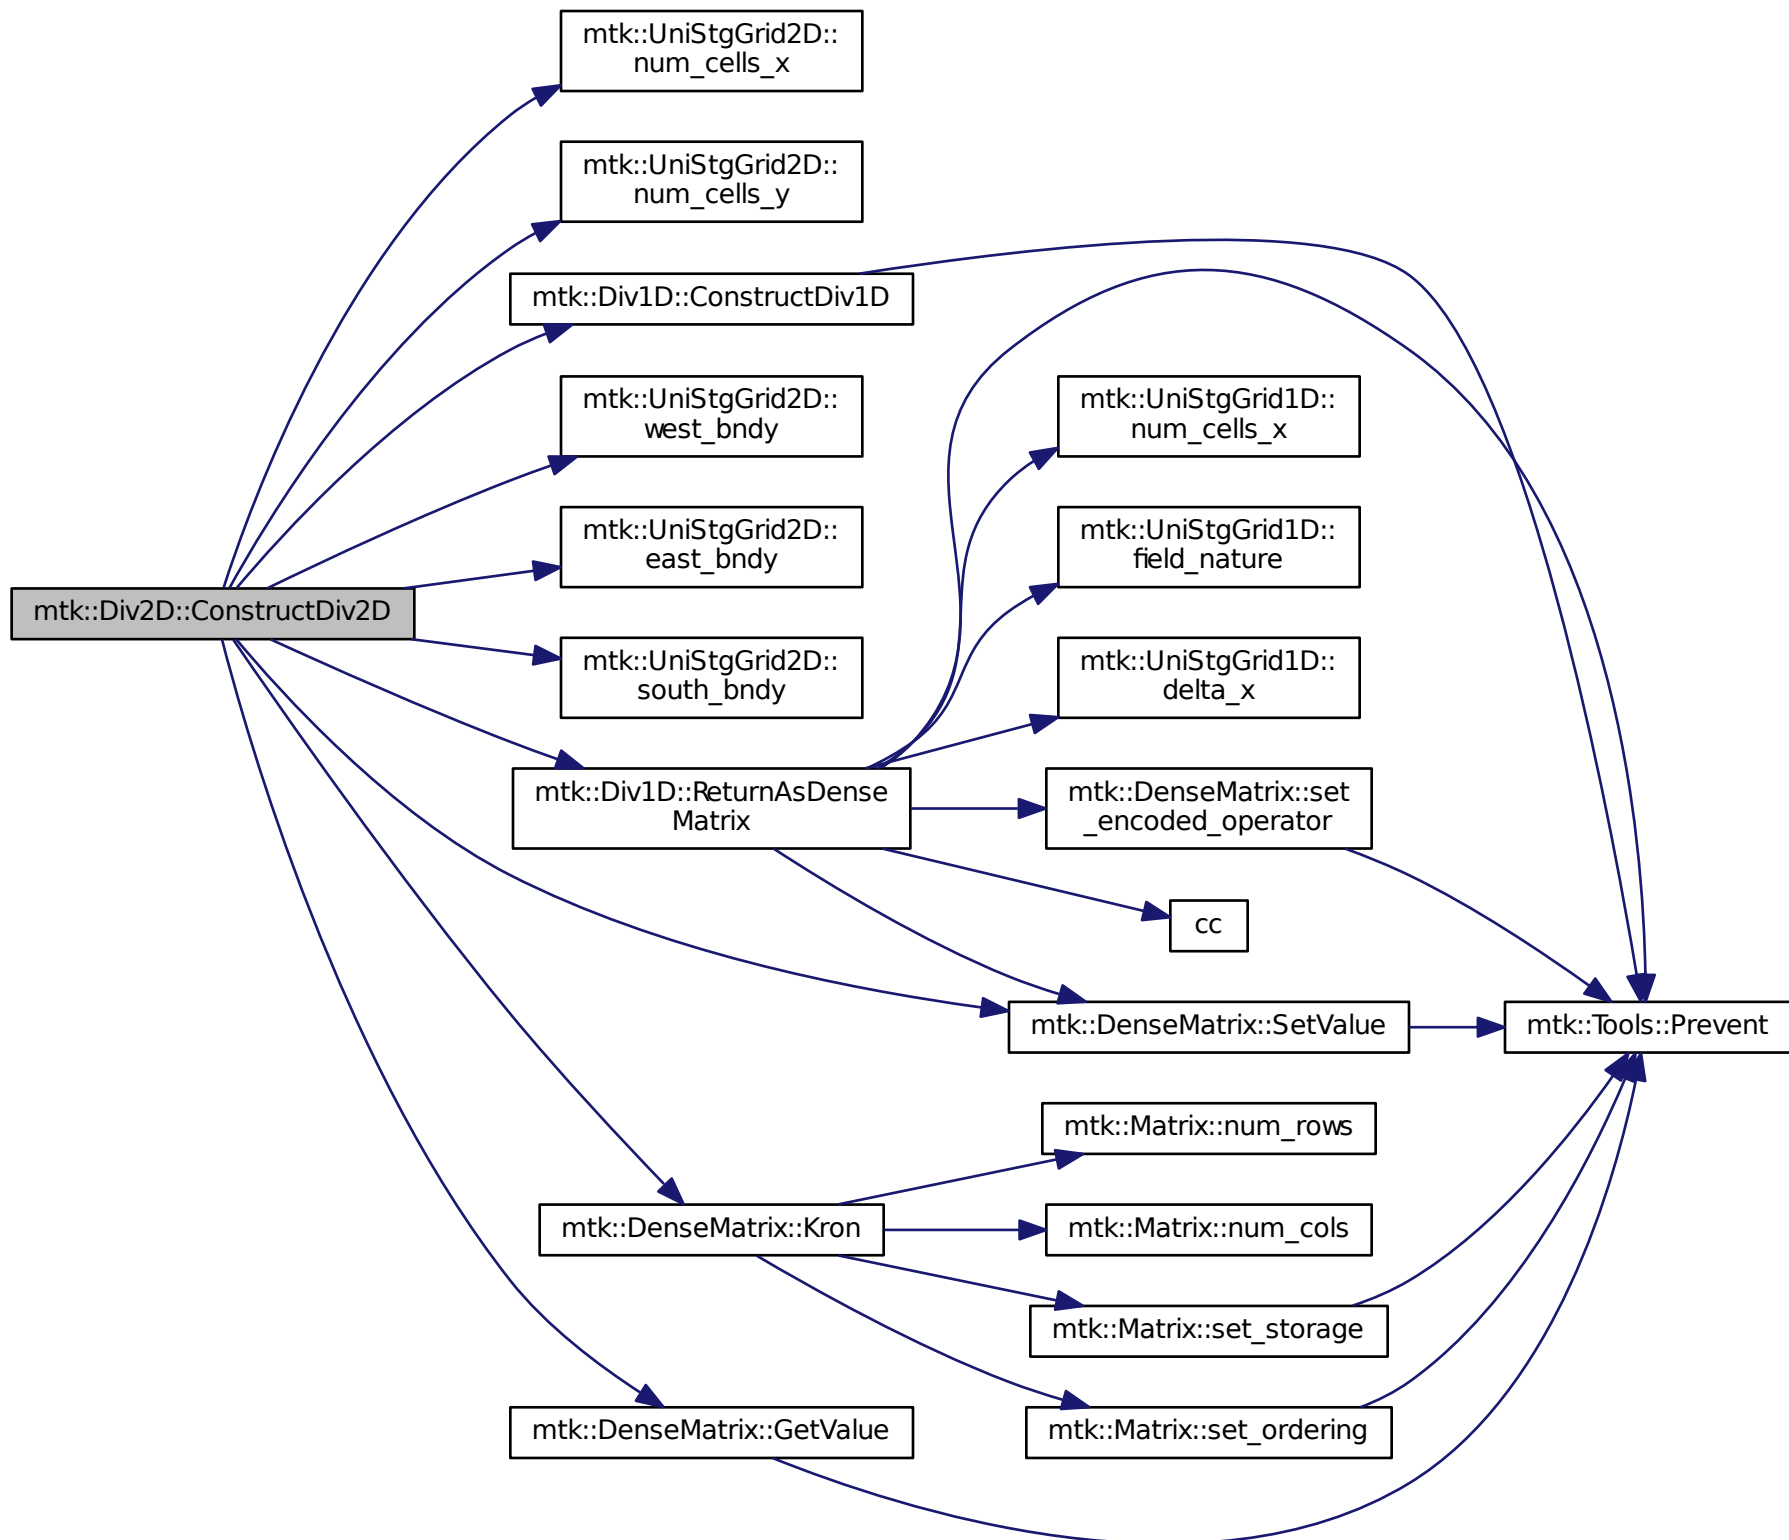 mtk::UniStgGrid2D::
num_cells_x
mtk::UniStgGrid2D::
num_cells_y
mtk::Div1D::ConstructDiv1D
mtk::UniStgGrid2D::
west_bndy
mtk::UniStgGrid1D::
num_cells_x
mtk::UniStgGrid2D::
east_bndy
mtk::UniStgGrid1D::
field_nature
mtk::Div2D::ConstructDiv2D
mtk::UniStgGrid2D::
south_bndy
mtk::UniStgGrid1D::
delta_x
mtk::Div1D::ReturnAsDense
Matrix
mtk::DenseMatrix::set
_encoded_operator
cc
mtk::DenseMatrix::SetValue
mtk::Tools::Prevent
mtk::Matrix::num_rows
mtk::DenseMatrix::Kron
mtk::Matrix::num_cols
mtk::Matrix::set_storage
mtk::DenseMatrix::GetValue
mtk::Matrix::set_ordering